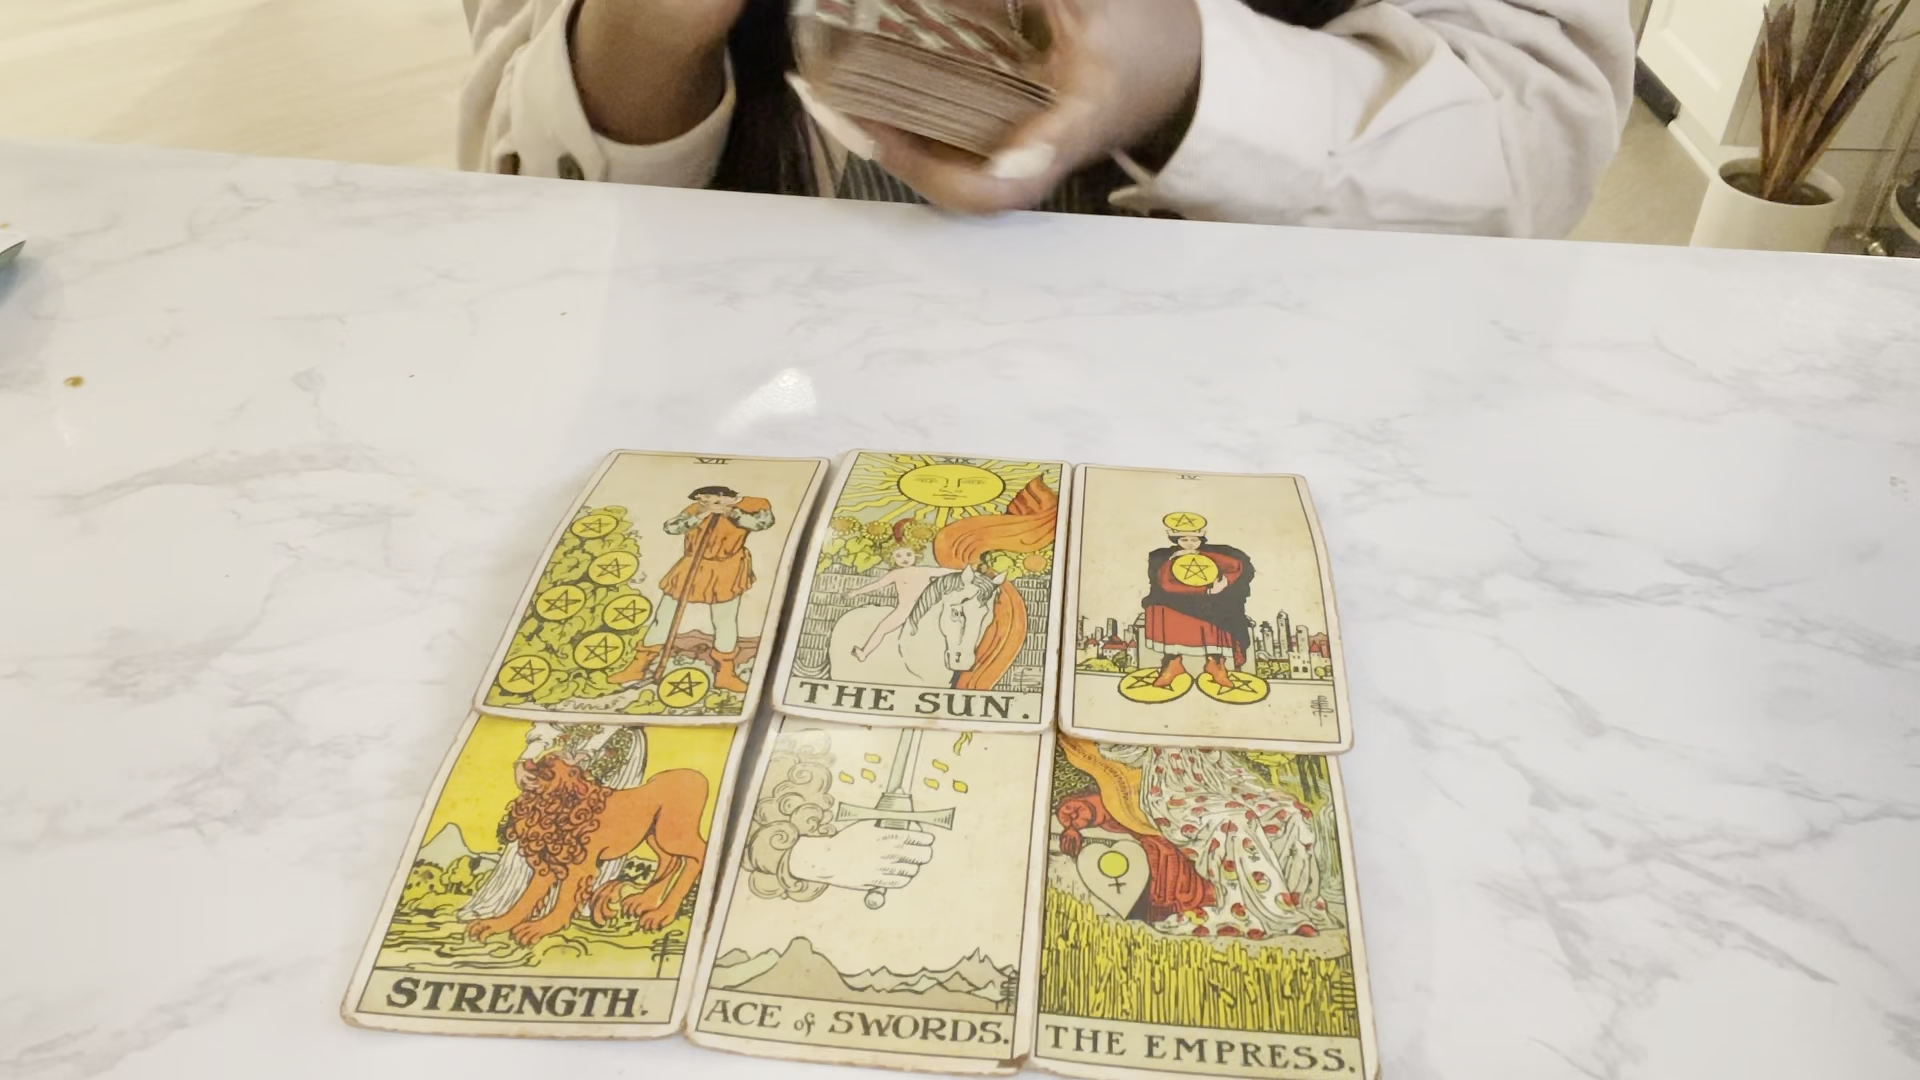 VII
XIX
IV
THE SUN.
STRENGTH.
ACE of SWORDS.
THE EMPRESS.